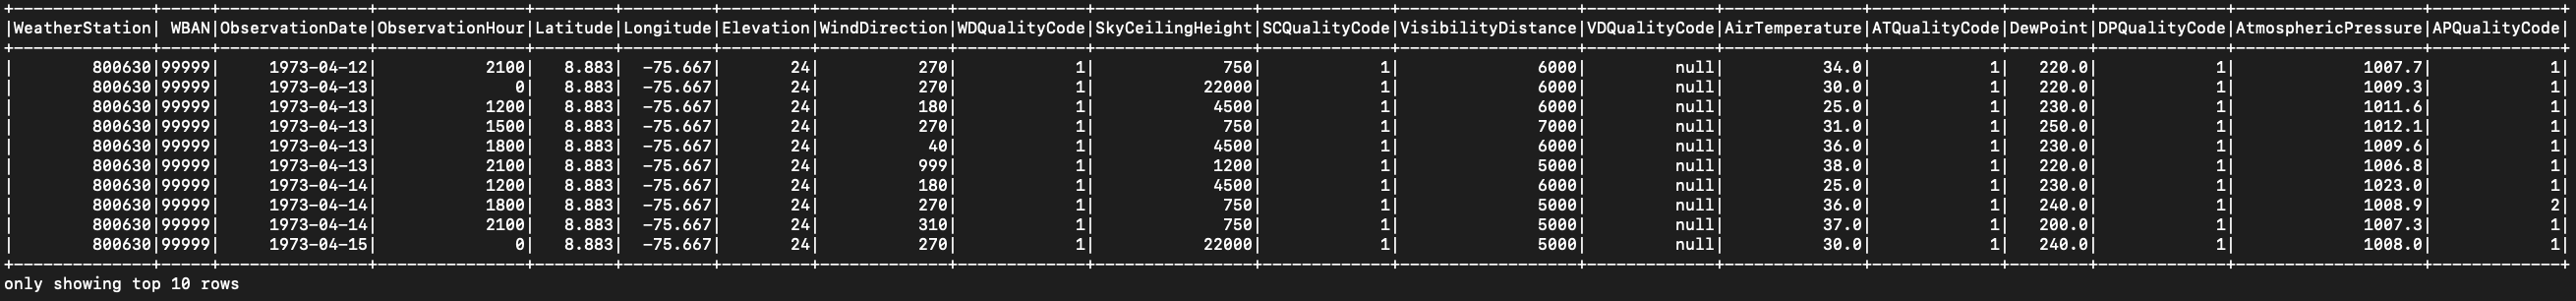 +--------------+-----+---------------+---------------+--------+---------+---------+-------------+-------------+----------------+-------------+------------------+-------------+--------------+-------------+--------+-------------+-------------------+-------------+
|WeatherStation| WBAN|ObservationDate|ObservationHour|Latitude|Longitude|Elevation|WindDirection|WDQualityCode|SkyCeilingHeight|SCQualityCode|VisibilityDistance|VDQualityCode|AirTemperature|ATQualityCode|DewPoint|DPQualityCode|AtmosphericPressure|APQualityCode|
+--------------+-----+---------------+---------------+--------+---------+---------+-------------+-------------+----------------+-------------+------------------+-------------+--------------+-------------+--------+-------------+-------------------+-------------+
|        800630|99999|     1973-04-12|           2100|   8.883|  -75.667|       24|          270|            1|             750|            1|              6000|         null|          34.0|            1|   220.0|            1|             1007.7|            1|
|        800630|99999|     1973-04-13|              0|   8.883|  -75.667|       24|          270|            1|           22000|            1|              6000|         null|          30.0|            1|   220.0|            1|             1009.3|            1|
|        800630|99999|     1973-04-13|           1200|   8.883|  -75.667|       24|          180|            1|            4500|            1|              6000|         null|          25.0|            1|   230.0|            1|             1011.6|            1|
|        800630|99999|     1973-04-13|           1500|   8.883|  -75.667|       24|          270|            1|             750|            1|              7000|         null|          31.0|            1|   250.0|            1|             1012.1|            1|
|        800630|99999|     1973-04-13|           1800|   8.883|  -75.667|       24|           40|            1|            4500|            1|              6000|         null|          36.0|            1|   230.0|            1|             1009.6|            1|
|        800630|99999|     1973-04-13|           2100|   8.883|  -75.667|       24|          999|            1|            1200|            1|              5000|         null|          38.0|            1|   220.0|            1|             1006.8|            1|
|        800630|99999|     1973-04-14|           1200|   8.883|  -75.667|       24|          180|            1|            4500|            1|              6000|         null|          25.0|            1|   230.0|            1|             1023.0|            1|
|        800630|99999|     1973-04-14|           1800|   8.883|  -75.667|       24|          270|            1|             750|            1|              5000|         null|          36.0|            1|   240.0|            1|             1008.9|            2|
|        800630|99999|     1973-04-14|           2100|   8.883|  -75.667|       24|          310|            1|             750|            1|              5000|         null|          37.0|            1|   200.0|            1|             1007.3|            1|
|        800630|99999|     1973-04-15|              0|   8.883|  -75.667|       24|          270|            1|           22000|            1|              5000|         null|          30.0|            1|   240.0|            1|             1008.0|            1|
+--------------+-----+---------------+---------------+--------+---------+---------+-------------+-------------+----------------+-------------+------------------+-------------+--------------+-------------+--------+-------------+-------------------+-------------+
only showing top 10 rows